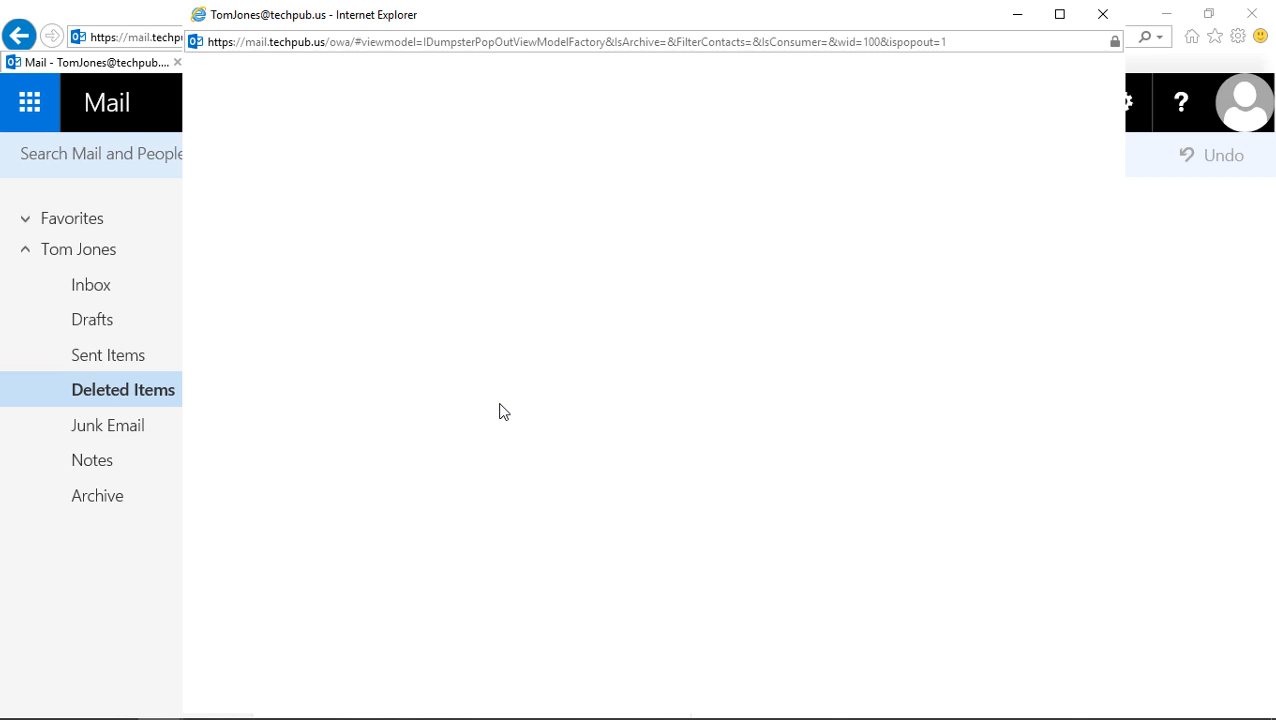 TomJones@techpub.us - Internet Explorer
https://mail.techpub.us/owa/#viewmodel=IDumpsterPopOutViewModelFactory&IsArchive=&FilterContacts=&IsConsumer=&wid=100&ispopout=1
https://mail.techpu
Mail - TomJones@techpub....
Mail
?
Search Mail and People
Undo
Favorites
Tom Jones
Inbox
Drafts
Sent Items
Deleted Items
Junk Email
Notes
Archive